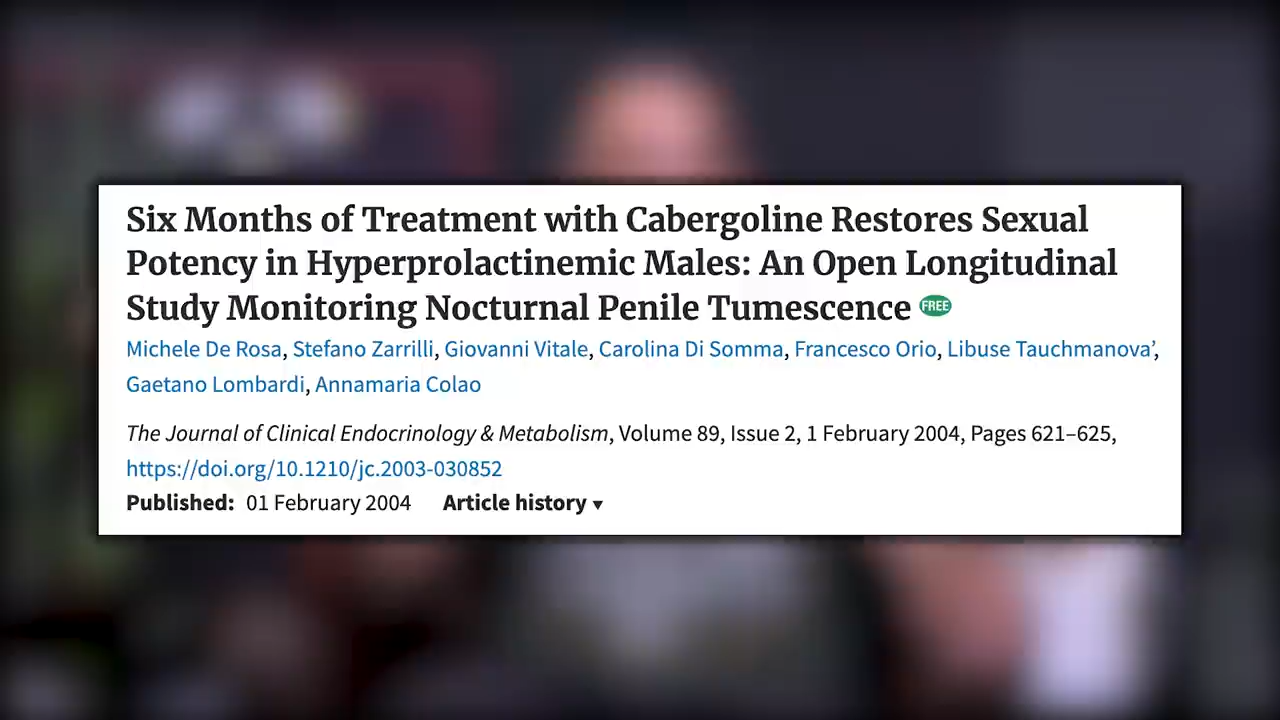 Six Months of Treatment with Cabergoline Restores Sexual
Potency in Hyperprolactinemic Males: An Open Longitudinal
Study Monitoring Nocturnal Penile Tumescence FREE
Michele De Rosa, Stefano Zarrilli, Giovanni Vitale, Carolina Di Somma, Francesco Orio, Libuse Tauchmanova’,
Gaetano Lombardi, Annamaria Colao
The Journal of Clinical Endocrinology & Metabolism, Volume 89, Issue 2, 1 February 2004, Pages 621–625,
https://doi.org/10.1210/jc.2003-030852
Published: 01 February 2004 Article history ▾